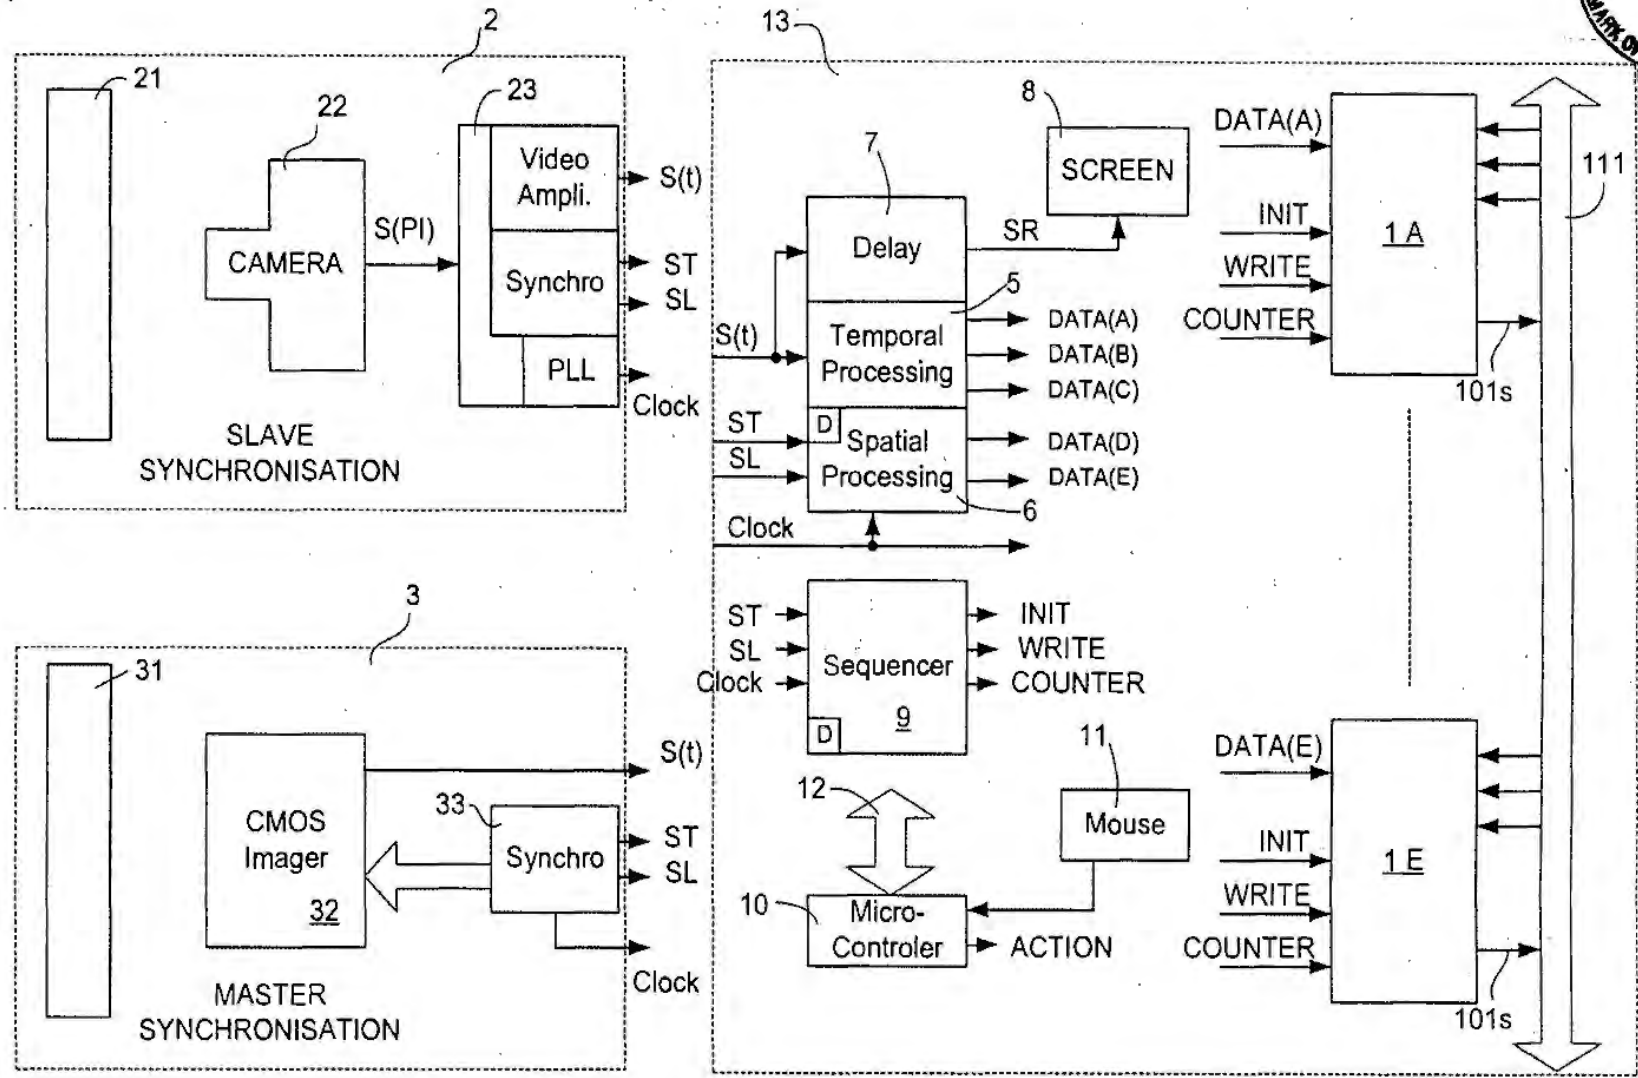 2
21
22
23
Video
Ampli.
S(t)
S(PI)
CAMERA
Synchro
ST
SL
PLL
Clock
SLAVE
SYNCHRONISATION
3
31
CMOS
Imager
32
S(t)
33
Synchro
ST
SL
Clock
MASTER
SYNCHRONISATION
13
7
8
SCREEN
Delay
SR
5
S(t)
Temporal
Processing
DATA(A)
DATA(B)
DATA(C)
ST
D
Spatial
Processing
SL
DATA(D)
DATA(E)
6
Clock
ST
SL
Clock
Sequencer
9
D
INIT
WRITE
COUNTER
12
11
Mouse
10
Micro-
Controler
ACTION
DATA(A)
INIT
WRITE
COUNTER
1 A
101s
111
DATA(E)
INIT
WRITE
COUNTER
1 E
101s